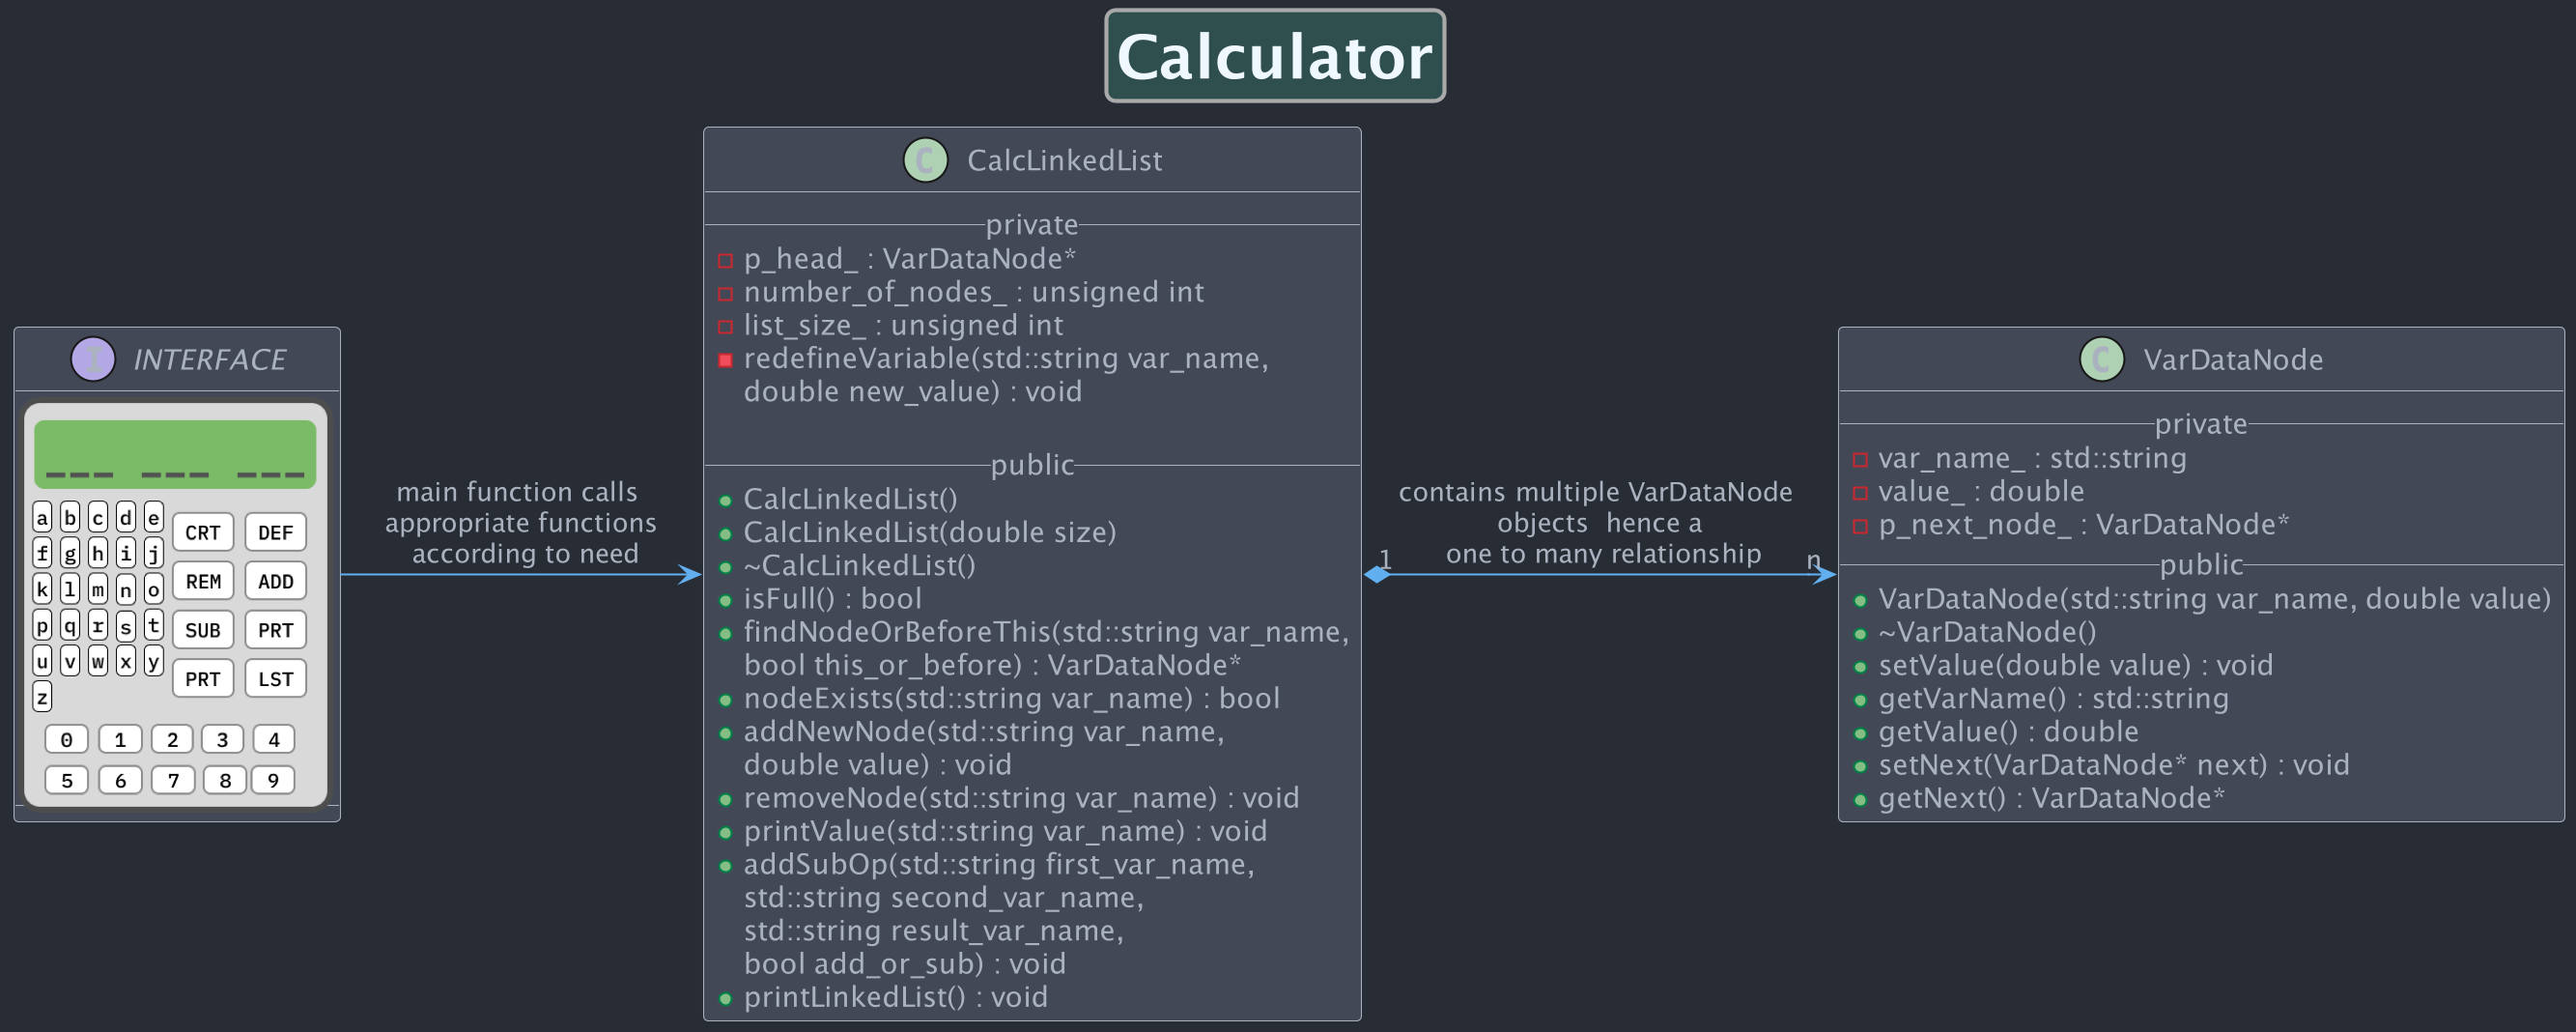 Calculator
INTERFACE
a b c d e
f g h i j
k l m n o
p q r s t
u v w x y
z
CRT DEF
REM ADD
SUB PRT
PRT LST
0 1 2 3 4
5 6 7 8 9
main function calls
appropriate functions
according to need
C CalcLinkedList
private
p_head_ : VarDataNode*
number_of_nodes_ : unsigned int
list_size_ : unsigned int
redefineVariable(std::string var_name,
double new_value) : void
public
CalcLinkedList()
CalcLinkedList(double size)
~CalcLinkedList()
isFull() : bool
findNodeOrBeforeThis(std::string var_name,
bool this_or_before) : VarDataNode*
nodeExists(std::string var_name) : bool
addNewNode(std::string var_name,
double value) : void
removeNode(std::string var_name) : void
printValue(std::string var_name) : void
addSubOp(std::string first_var_name,
std::string second_var_name,
std::string result_var_name,
bool add_or_sub) : void
printLinkedList() : void
contains multiple VarDataNode
objects  hence a
one to many relationship
1
n
C VarDataNode
private
var_name_ : std::string
value_ : double
p_next_node_ : VarDataNode*
public
VarDataNode(std::string var_name, double value)
~VarDataNode()
setValue(double value) : void
getVarName() : std::string
getValue() : double
setNext(VarDataNode* next) : void
getNext() : VarDataNode*